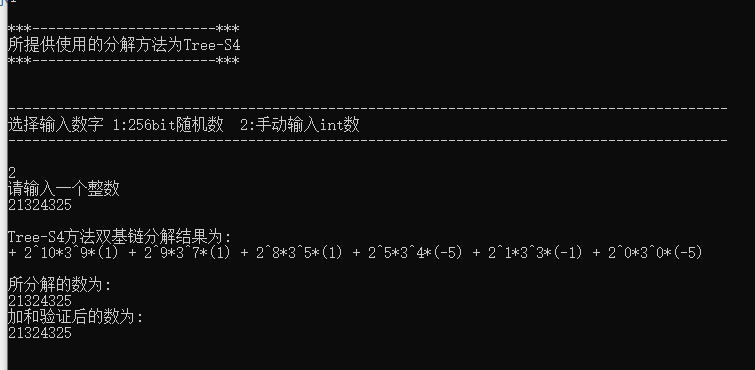 ***-----------------------***
所提供使用的分解方法为Tree-S4
***-----------------------***
------------------------------------------------------------------------------------------
选择输入数字 1:256bit随机数  2:手动输入int数
------------------------------------------------------------------------------------------
2
请输入一个整数
21324325
Tree-S4方法双基链分解结果为:
+ 2^10*3^9*(1) + 2^9*3^7*(1) + 2^8*3^5*(1) + 2^5*3^4*(-5) + 2^1*3^3*(-1) + 2^0*3^0*(-5)
所分解的数为:
21324325
加和验证后的数为:
21324325